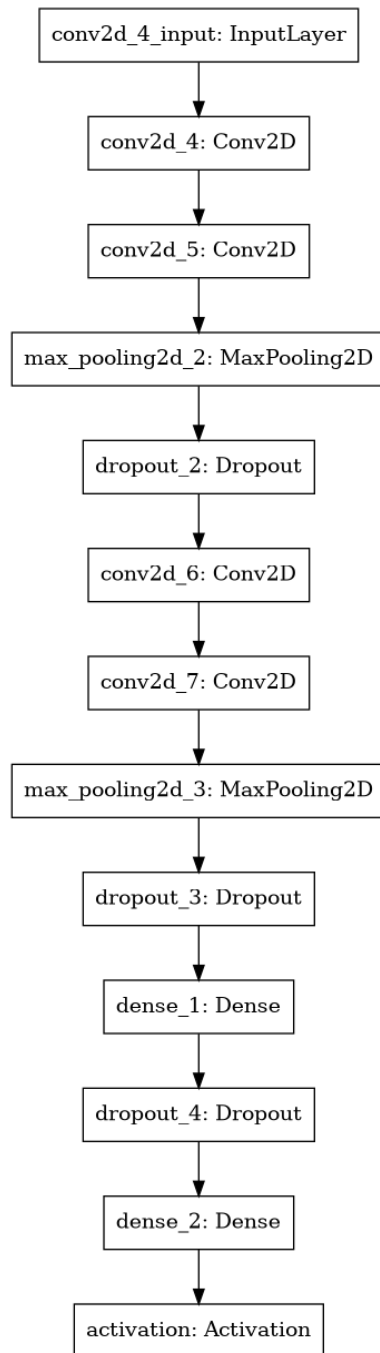 conv2d_4_input: InputLayer
conv2d_4: Conv2D
conv2d_5: Conv2D
max_pooling2d_2: MaxPooling2D
dropout_2: Dropout
conv2d_6: Conv2D
conv2d_7: Conv2D
max_pooling2d_3: MaxPooling2D
dropout_3: Dropout
dense_1: Dense
dropout_4: Dropout
dense_2: Dense
activation: Activation